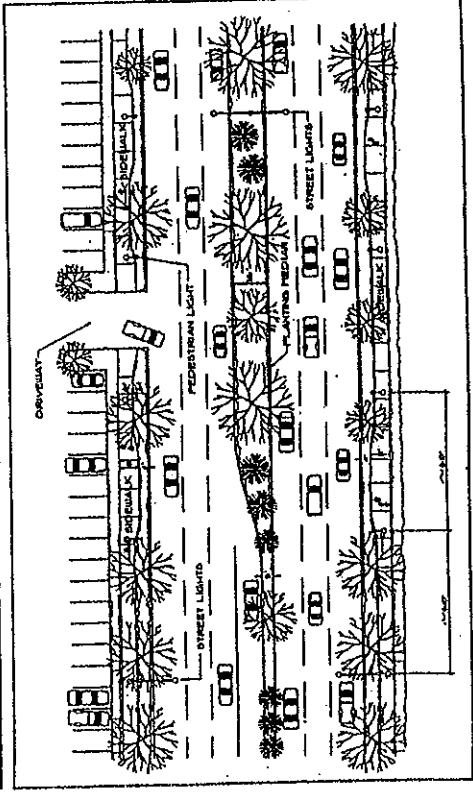 DRIVEWAY
SIDEWALK
PEDESTRIAN LIGHT
STREET LIGHTS
PLANTING MEDIAN
SIDEWALK
SIDEWALK
STREET LIGHTS